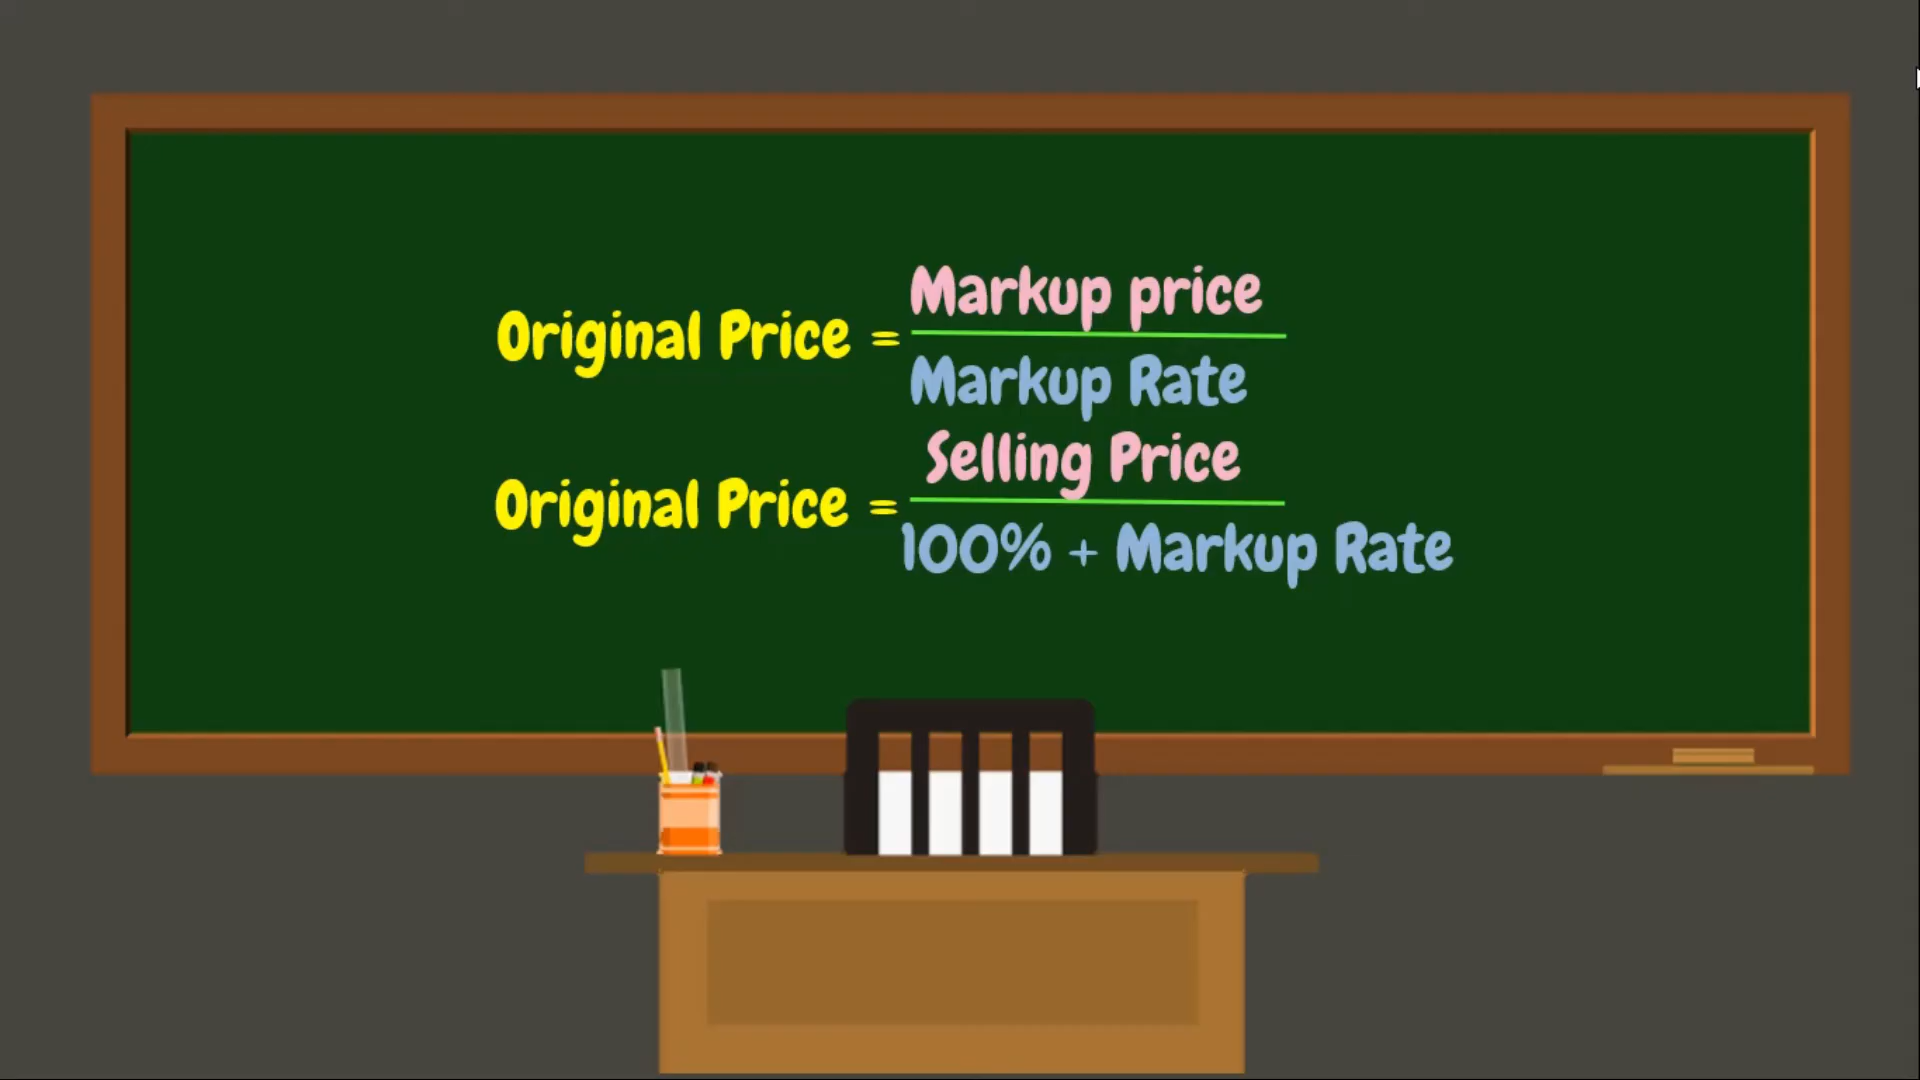 Original Price = Markup price
Markup Rate
Original Price = Selling Price
100% + Markup Rate